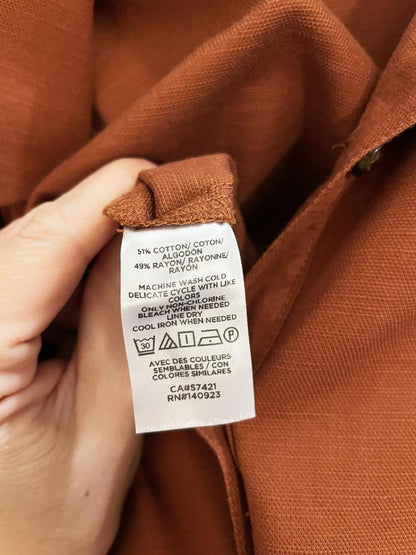 51% COTTON/ COTON/
ALGODÓN
49% RAYON/ RAYONNE/
RAYÓN
MACHINE WASH COLD
DELICATE CYCLE WITH LIKE
COLORS
ONLY NON-CHLORINE
BLEACH WHEN NEEDED
LINE DRY
COOL IRON WHEN NEEDED
30 P
AVEC DES COULEURS
SEMBLABLES / CON
COLORES SIMILARES
CA#57421
RN#140923